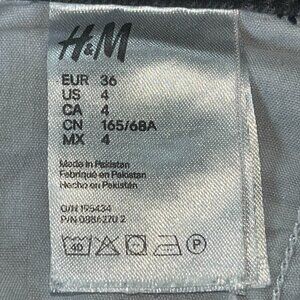 H&M
EUR 36
US 4
CA 4
CN 165/68A
MX 4
Made in Pakistan
Fabriqué en Pakistan
Hecho en Pakistán
O/N 195434
P/N 0886270 2
40
P